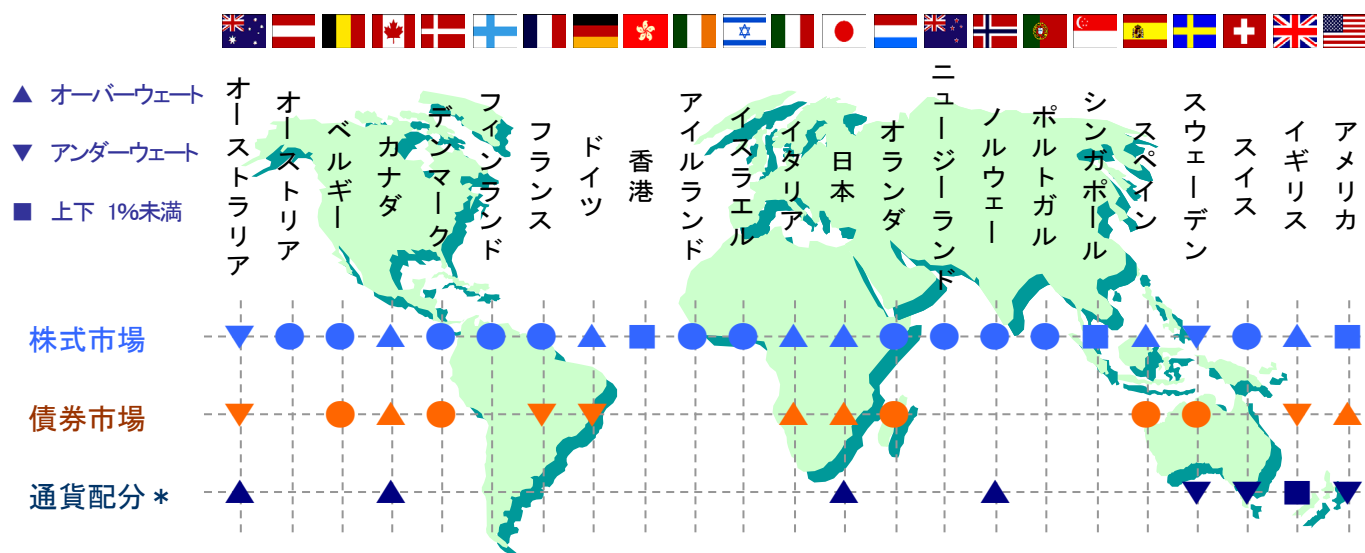 ▲ オーバーウェート
▼ アンダーウェート
■ 上下 1%未満
オーストラリア
オーストリア
ベルギー
カナダ
デンマーク
フィンランド
フランス
ドイツ
香港
アイルランド
イスラエル
イタリア
日本
オランダ
ニュージーランド
ノルウェー
ポルトガル
シンガポール
スペイン
スウェーデン
スイス
イギリス
アメリカ
株式市場
債券市場
通貨配分*